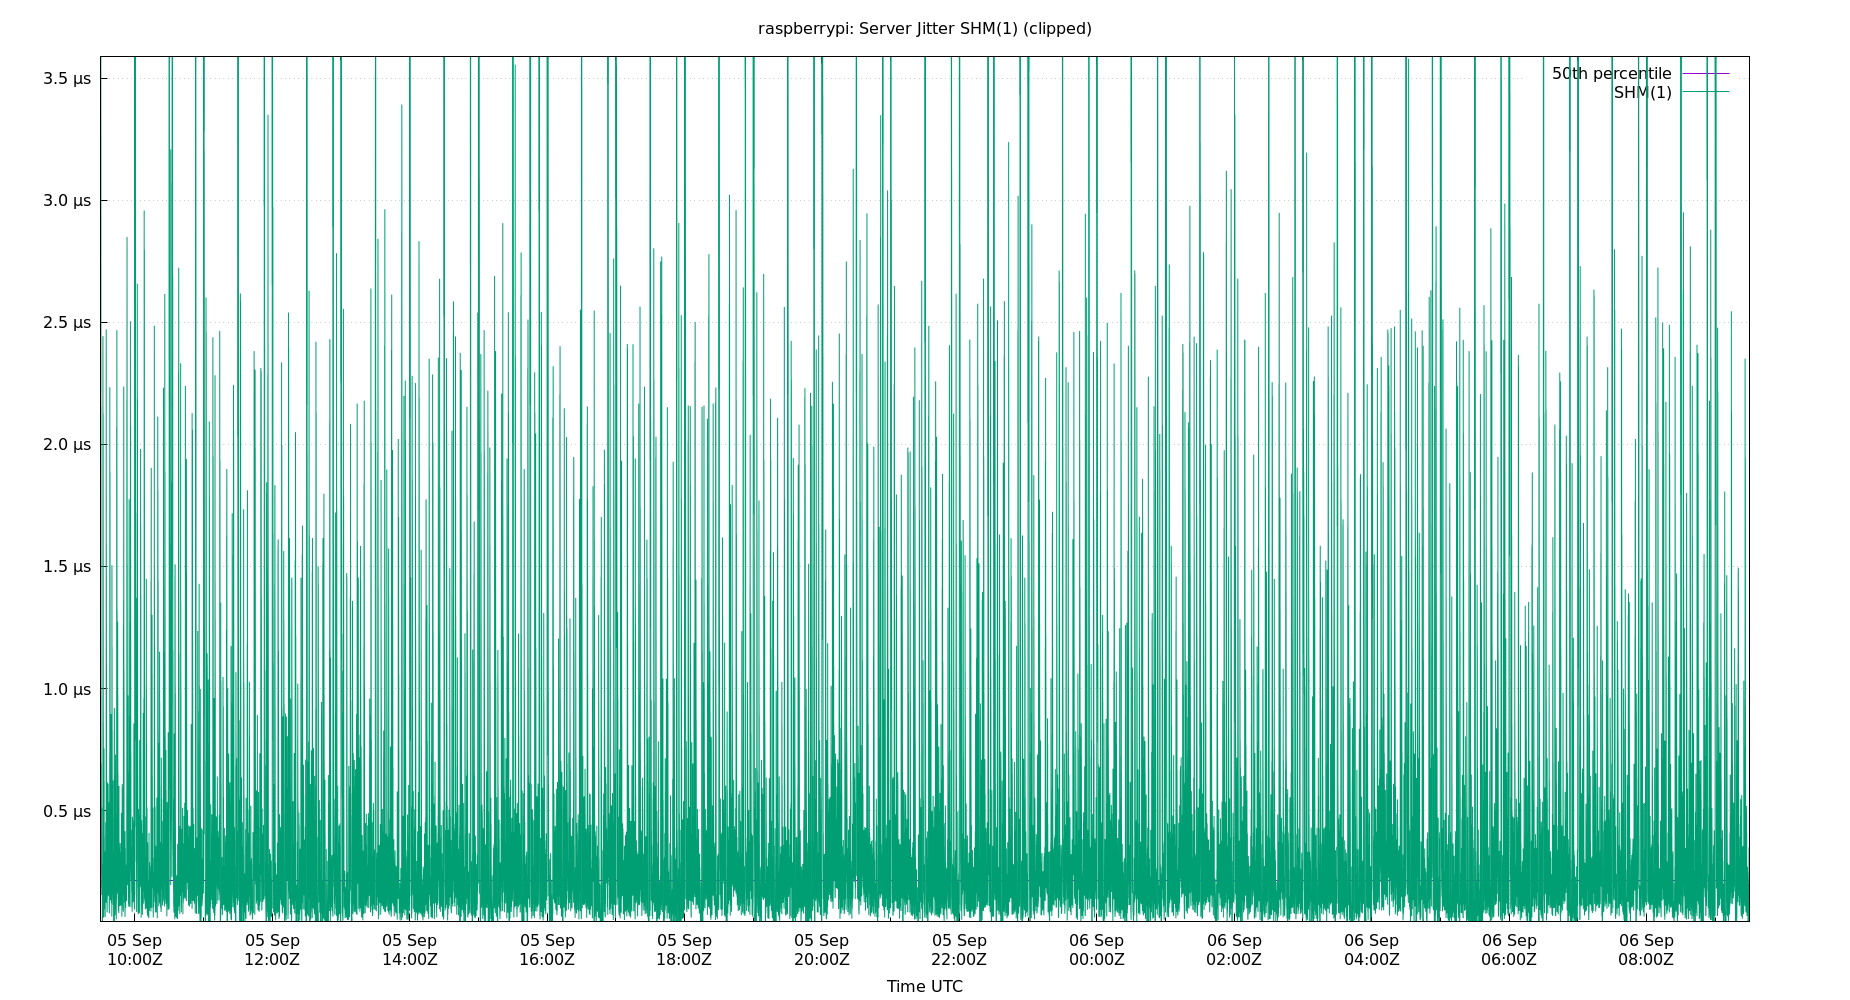 raspberrypi: Server Jitter SHM(1) (clipped)
50th percentile
SHM(1)
3.5 µs
3.0 µs
2.5 µs
2.0 µs
1.5 µs
1.0 µs
0.5 µs
05 Sep 05 Sep 05 Sep 05 Sep 05 Sep 05 Sep 05 Sep 06 Sep 06 Sep 06 Sep 06 Sep 06 Sep
10:00Z 12:00Z 14:00Z 16:00Z 18:00Z 20:00Z 22:00Z 00:00Z 02:00Z 04:00Z 06:00Z 08:00Z
Time UTC